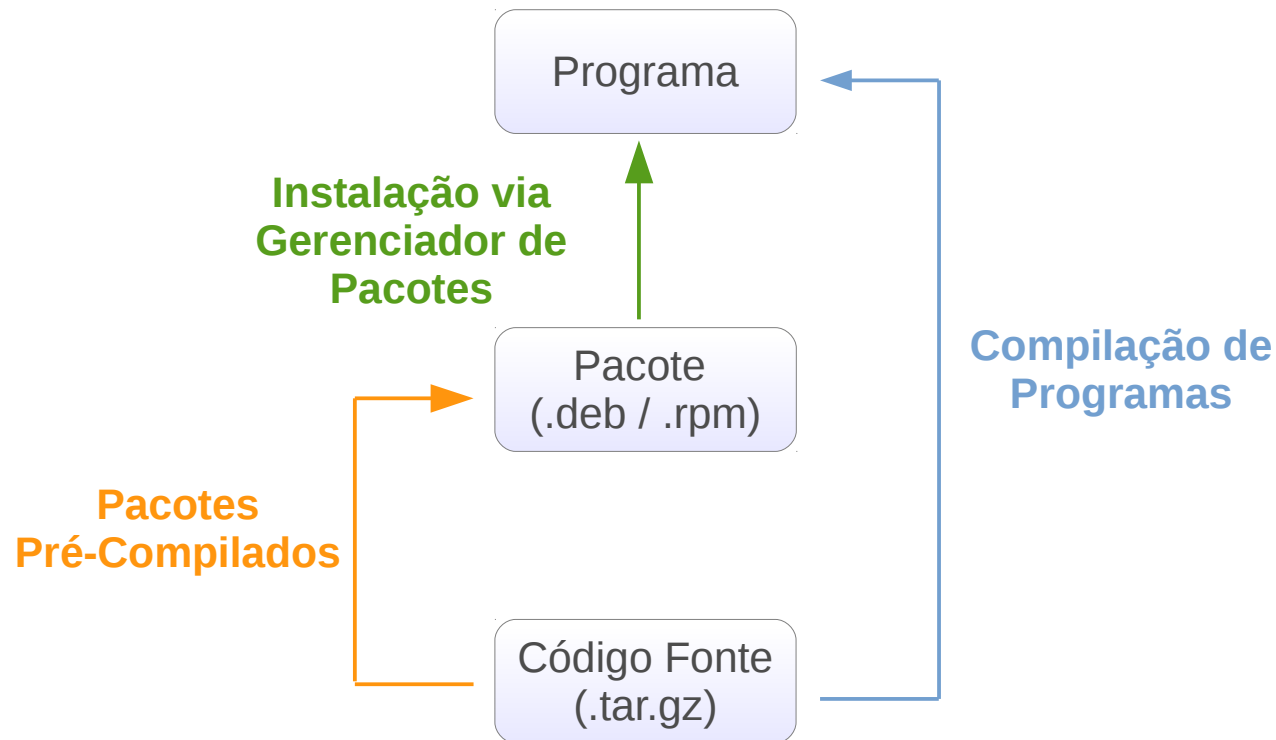 Programa
Instalação via
Gerenciador de
Pacotes
Pacote
(.deb / .rpm)
Compilação de
Programas
Pacotes
Pré-Compilados
Código Fonte
(.tar.gz)